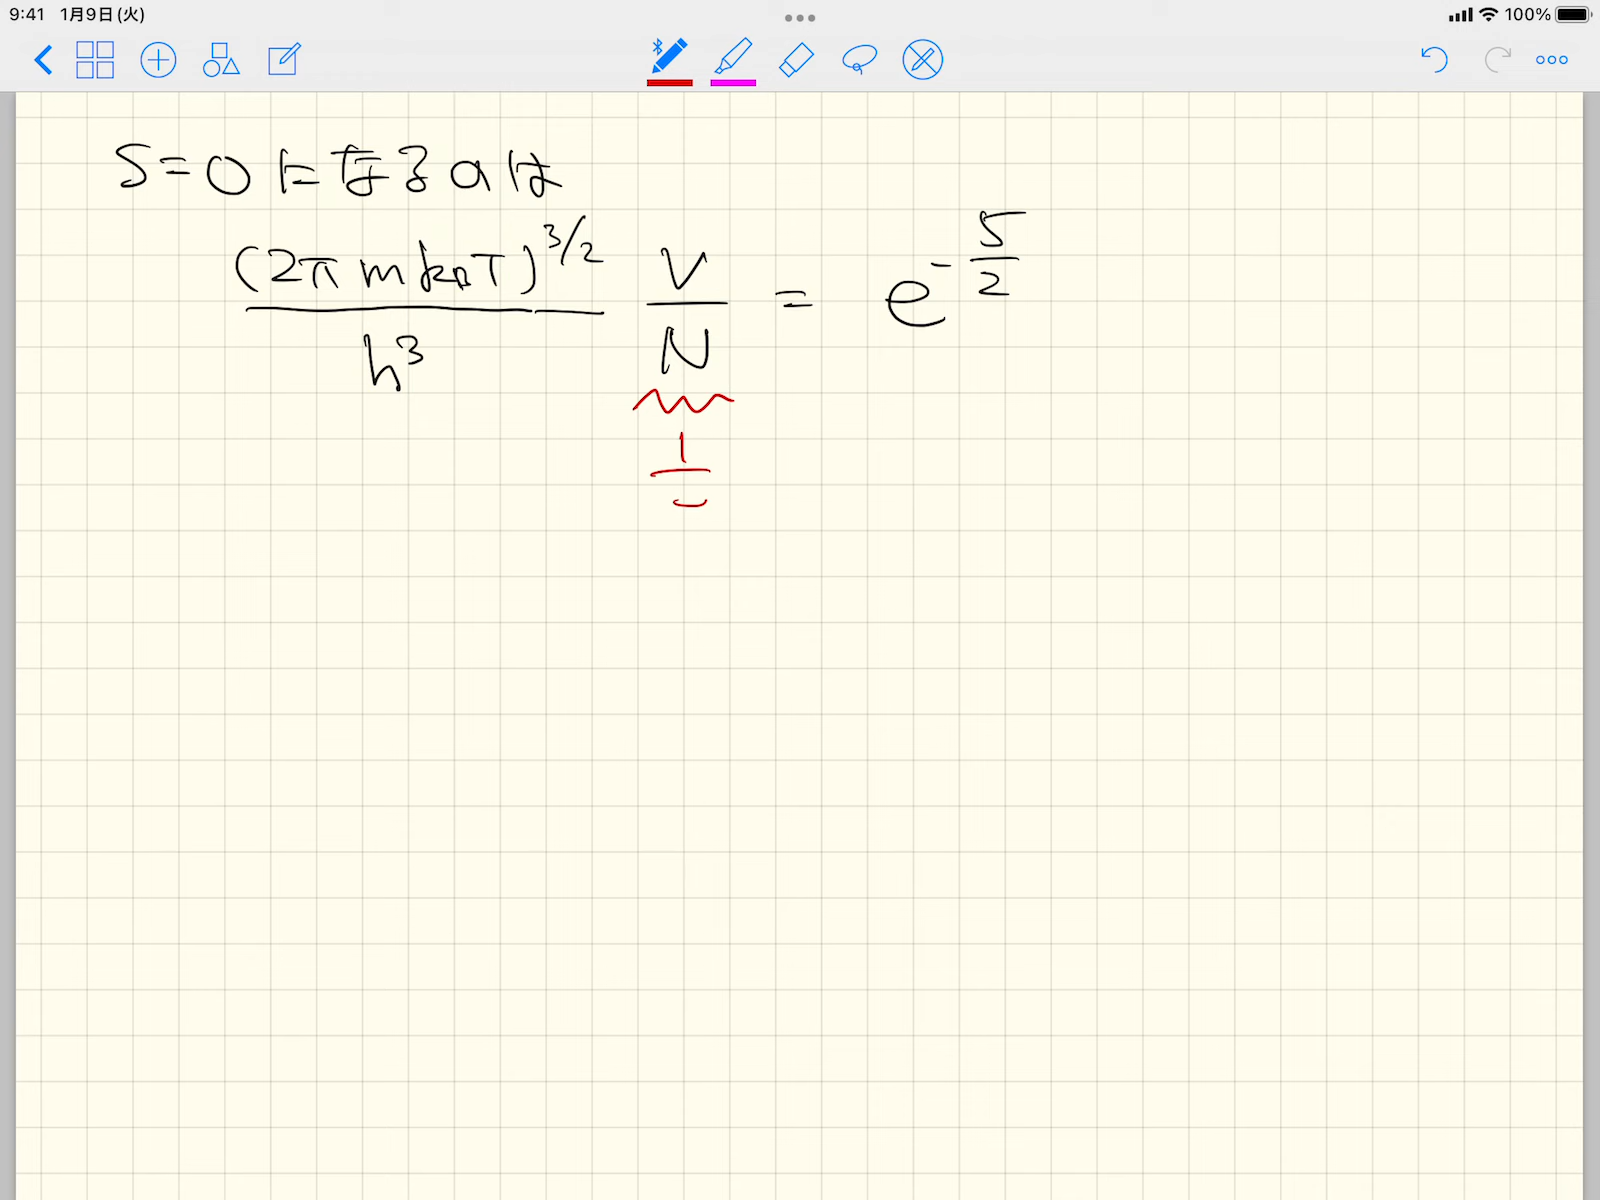 9:41 1月9日(火) 100%
S=0になるのは
(2πmk_BT)^{3/2}/h³ V/N = e^{-5/2}
1